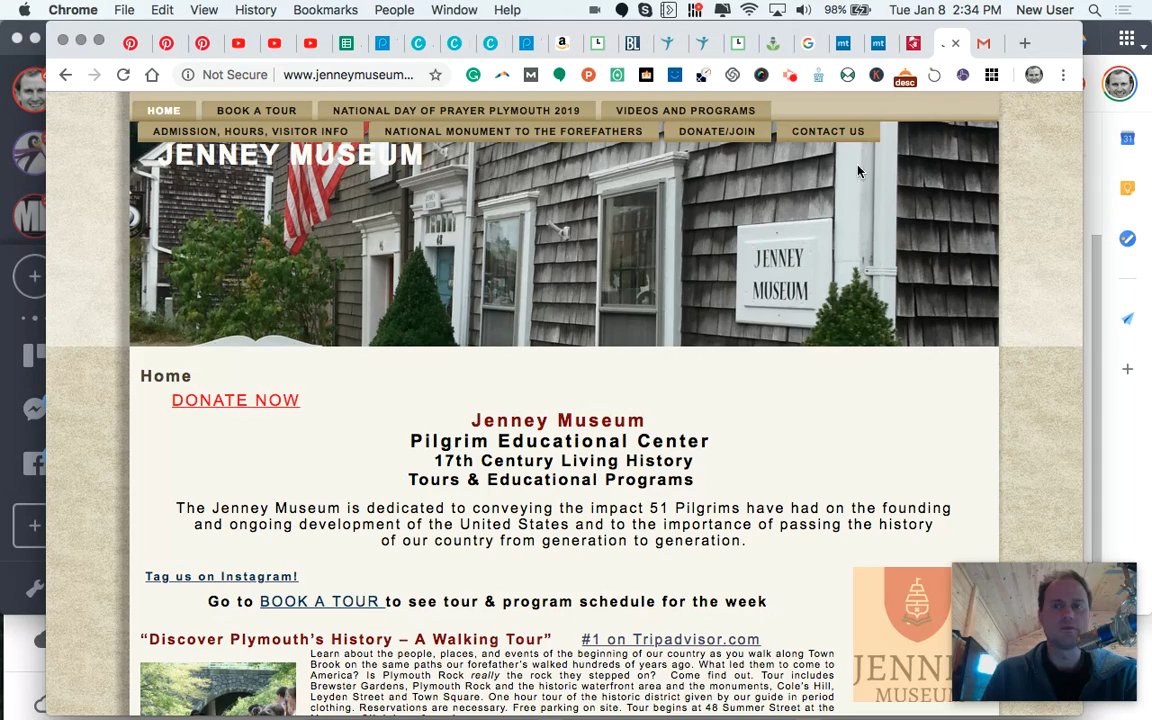 Chrome File Edit View History Bookmarks People Window Help 98% Tue Jan 8 2:34 PM New User
Not Secure www.jenneymuseum...
desc
HOME BOOK A TOUR NATIONAL DAY OF PRAYER PLYMOUTH 2019 VIDEOS AND PROGRAMS
ADMISSION, HOURS, VISITOR INFO NATIONAL MONUMENT TO THE FOREFATHERS DONATE/JOIN CONTACT US
JENNEY MUSEUM
JENNEY
MUSEUM
Home
DONATE NOW
Jenney Museum
Pilgrim Educational Center
17th Century Living History
Tours & Educational Programs
The Jenney Museum is dedicated to conveying the impact 51 Pilgrims have had on the founding
and ongoing development of the United States and to the importance of passing the history
of our country from generation to generation.
Tag us on Instagram!
Go to BOOK A TOUR to see tour & program schedule for the week
“Discover Plymouth's History – A Walking Tour” #1 on Tripadvisor.com
Learn about the people, places, and events of the beginning of our country as you walk along Town
Brook on the same paths our forefather's walked hundreds of years ago. What led them to come to
America? Is Plymouth Rock really the rock they stepped on? Come find out. Tour includes
Brewster Gardens, Plymouth Rock and the historic waterfront area and the monuments, Cole's Hill,
Leyden Street and Town Square. One hour tour of the historic district given by our guide in period
clothing. Reservations are necessary. Free parking on site. Tour begins at 48 Summer Street at the